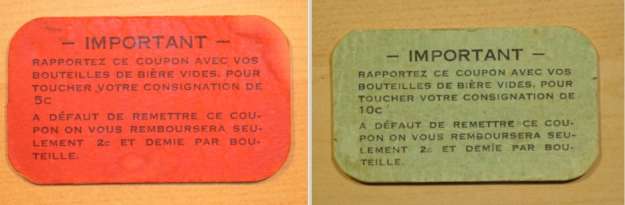 – IMPORTANT –
RAPPORTEZ CE COUPON AVEC VOS
BOUTEILLES DE BIÈRE VIDES, POUR
TOUCHER VOTRE CONSIGNATION DE
5c
A DÉFAUT DE REMETTRE CE COU-
PON ON VOUS REMBOURSERA SEU-
LEMENT 2c ET DEMIE PAR BOU-
TEILLE.
– IMPORTANT –
RAPPORTEZ CE COUPON AVEC VOS
BOUTEILLES DE BIÈRE VIDES, POUR
TOUCHER VOTRE CONSIGNATION DE
10c
A DÉFAUT DE REMETTRE CE COU-
PON ON VOUS REMBOURSERA SEU-
LEMENT 2c ET DEMIE PAR BOU-
TEILLE.